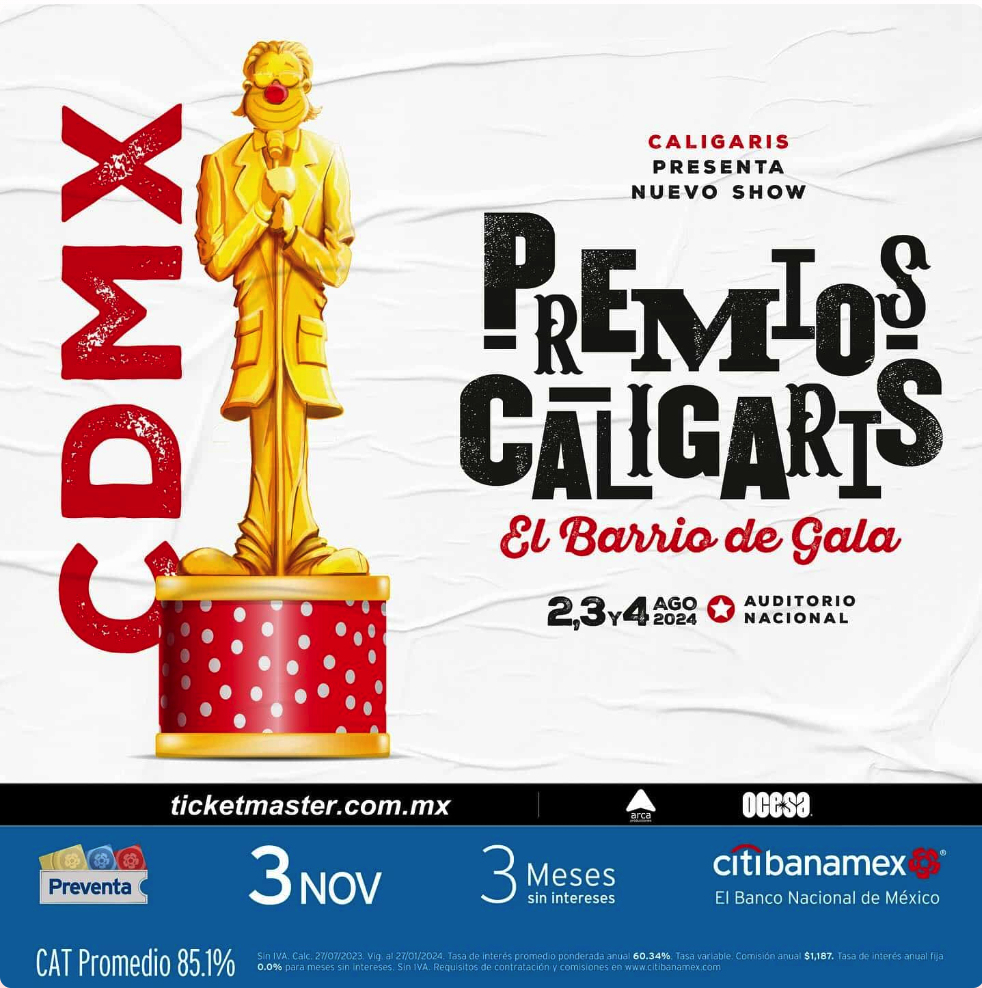 CDMX
CALIGARIS
PRESENTA
NUEVO SHOW
PREMIOS
CALIGARIS
El Barrio de Gala
2,3 Y 4 AGO 2024 AUDITORIO NACIONAL
ticketmaster.com.mx arca producciones ocesa
Preventa 3 NOV 3 Meses sin intereses citibanamex® El Banco Nacional de México
CAT Promedio 85.1% Sin IVA. Calc. 27/07/2023. Vig. al 27/01/2024. Tasa de interés promedio ponderada anual 60.34%. Tasa variable. Comisión anual $1,187. Tasa de interés anual fija
0.0% para meses sin intereses. Sin IVA. Requisitos de contratación y comisiones en www.citibanamex.com